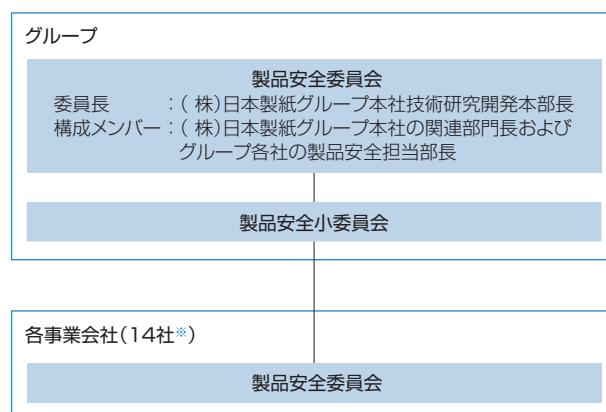 グループ
製品安全委員会
委員長　　　：( 株)日本製紙グループ本社技術研究開発本部長
構成メンバー：( 株)日本製紙グループ本社の関連部門長および
グループ各社の製品安全担当部長
製品安全小委員会
各事業会社(14社※)
製品安全委員会